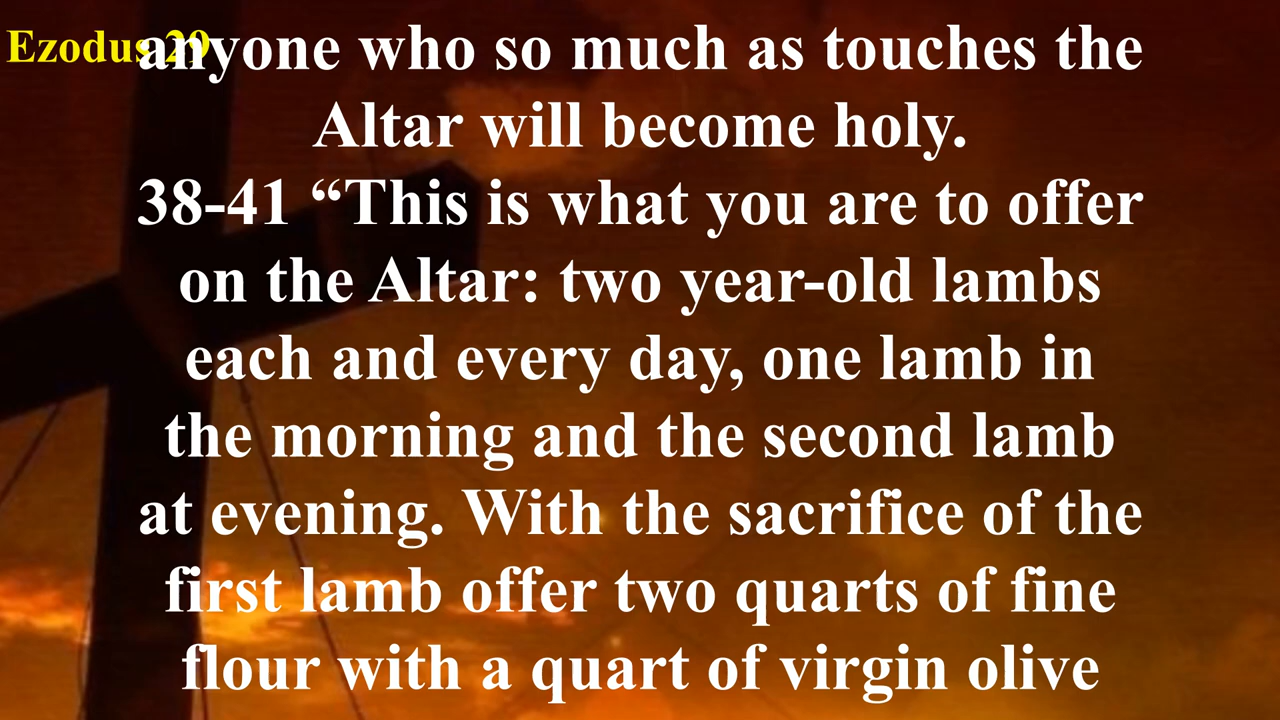 Ezodus 29
anyone who so much as touches the
Altar will become holy.
38-41 “This is what you are to offer
on the Altar: two year-old lambs
each and every day, one lamb in
the morning and the second lamb
at evening. With the sacrifice of the
first lamb offer two quarts of fine
flour with a quart of virgin olive